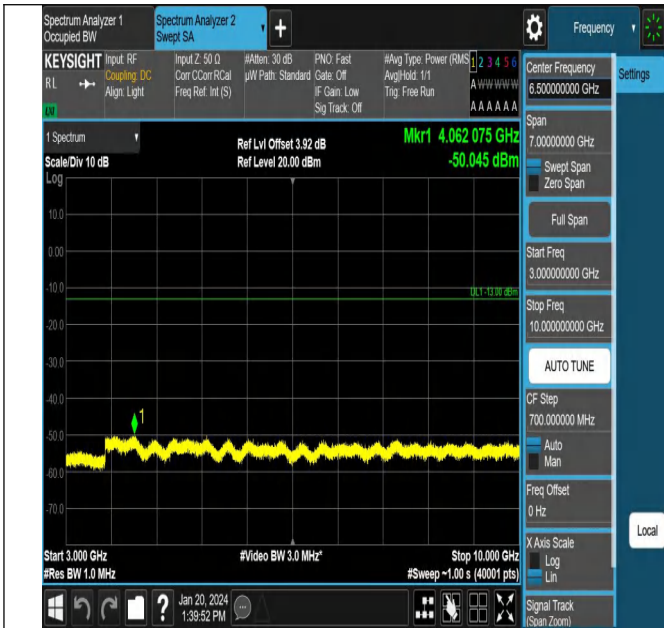 Spectrum Analyzer 1
Occupied BW
Spectrum Analyzer 2
Swept SA
Frequency
KEYSIGHT
RL
LXI
Input: RF
Coupling: DC
Align: Light
Input Z: 50 Ω
Corr CCorr RCal
Freq Ref: Int (S)
#Atten: 30 dB
µW Path: Standard
PNO: Fast
Gate: Off
IF Gain: Low
Sig Track: Off
#Avg Type: Power (RMS
Avg|Hold: 1/1
Trig: Free Run
1 2 3 4 5 6
A W W W W W
A A A A A A
1 Spectrum
Scale/Div 10 dB
Log
Ref Lvl Offset 3.92 dB
Ref Level 20.00 dBm
Mkr1 4.062 075 GHz
-50.045 dBm
10.0
0.00
-10.0
DL1 -13.00 dBm
-20.0
-30.0
-40.0
1
-50.0
-60.0
-70.0
Start 3.000 GHz
#Video BW 3.0 MHz*
Stop 10.000 GHz
#Res BW 1.0 MHz
#Sweep ~1.00 s (40001 pts)
Jan 20, 2024
1:39:52 PM
Center Frequency
6.500000000 GHz
Settings
Span
7.00000000 GHz
Swept Span
Zero Span
Full Span
Start Freq
3.000000000 GHz
Stop Freq
10.000000000 GHz
AUTO TUNE
CF Step
700.000000 MHz
Auto
Man
Freq Offset
0 Hz
X Axis Scale
Log
Lin
Local
Signal Track
(Span Zoom)